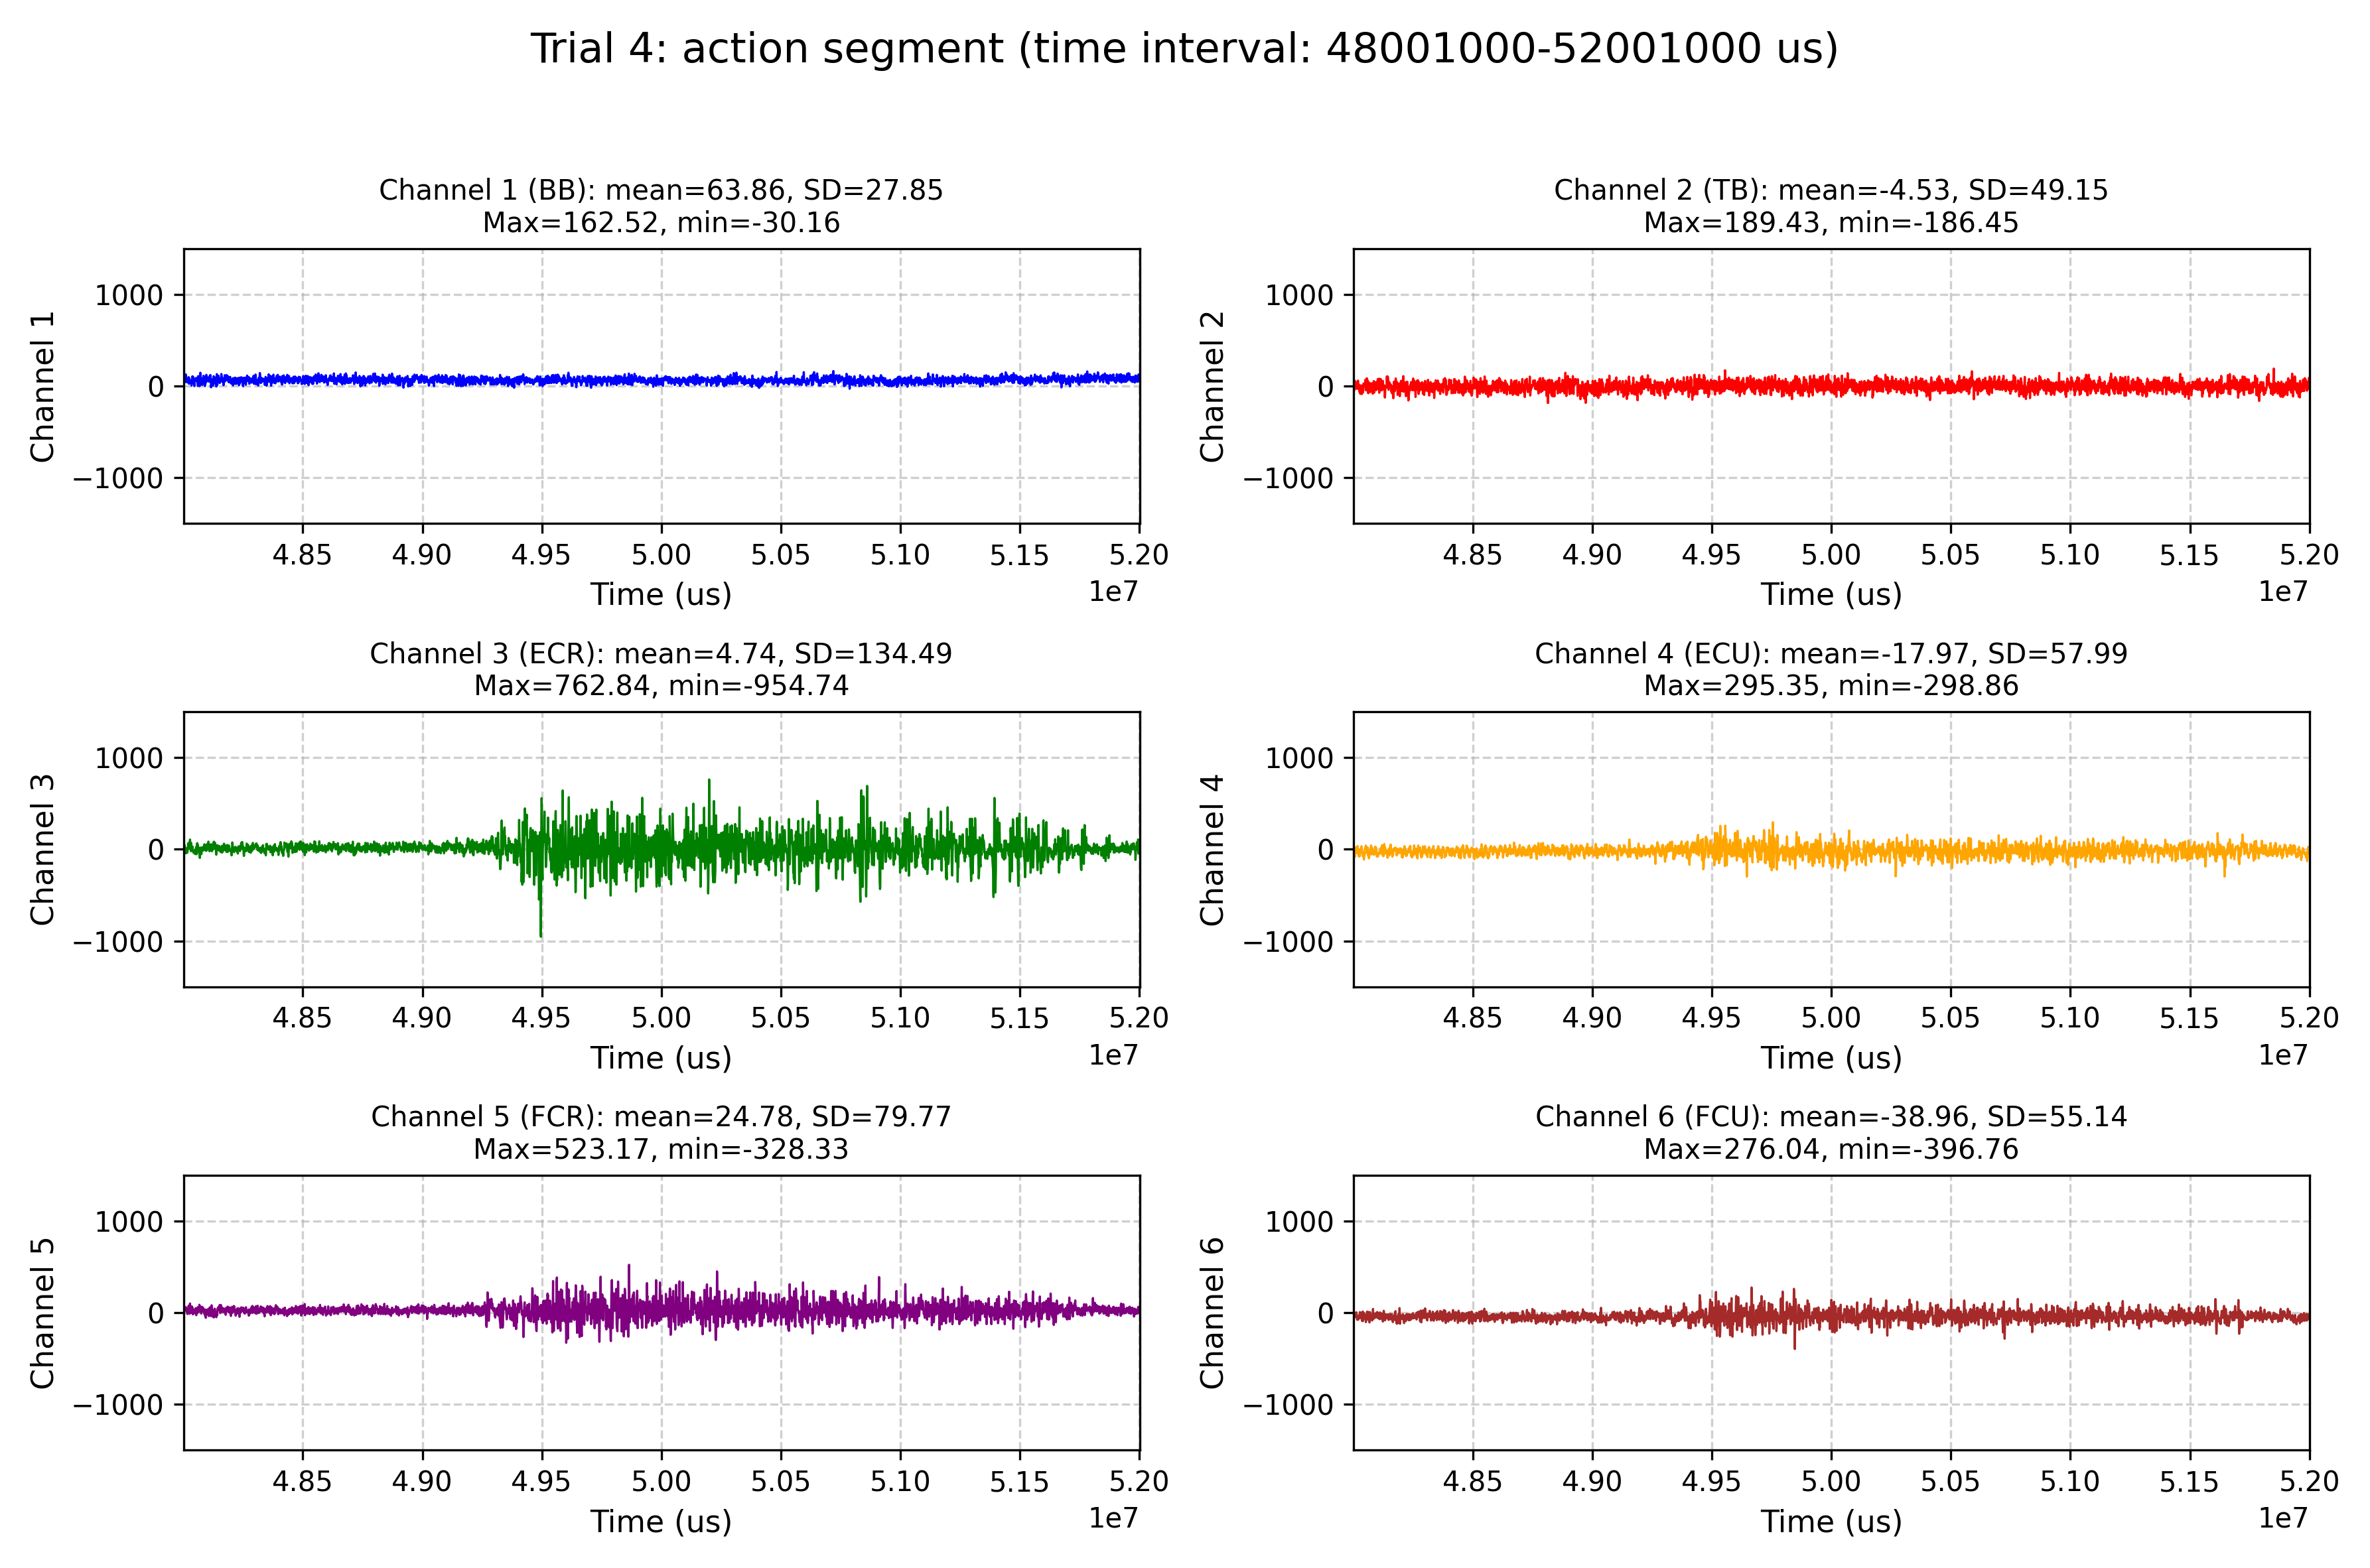 Trial 4: action segment (time interval: 48001000-52001000 us)
Channel 1 (BB): mean=63.86, SD=27.85
Max=162.52, min=-30.16
Channel 1
1000
0
−1000
4.85 4.90 4.95 5.00 5.05 5.10 5.15 5.20
Time (us)
1e7
Channel 2 (TB): mean=-4.53, SD=49.15
Max=189.43, min=-186.45
Channel 2
1000
0
−1000
4.85 4.90 4.95 5.00 5.05 5.10 5.15 5.20
Time (us)
1e7
Channel 3 (ECR): mean=4.74, SD=134.49
Max=762.84, min=-954.74
Channel 3
1000
0
−1000
4.85 4.90 4.95 5.00 5.05 5.10 5.15 5.20
Time (us)
1e7
Channel 4 (ECU): mean=-17.97, SD=57.99
Max=295.35, min=-298.86
Channel 4
1000
0
−1000
4.85 4.90 4.95 5.00 5.05 5.10 5.15 5.20
Time (us)
1e7
Channel 5 (FCR): mean=24.78, SD=79.77
Max=523.17, min=-328.33
Channel 5
1000
0
−1000
4.85 4.90 4.95 5.00 5.05 5.10 5.15 5.20
Time (us)
1e7
Channel 6 (FCU): mean=-38.96, SD=55.14
Max=276.04, min=-396.76
Channel 6
1000
0
−1000
4.85 4.90 4.95 5.00 5.05 5.10 5.15 5.20
Time (us)
1e7